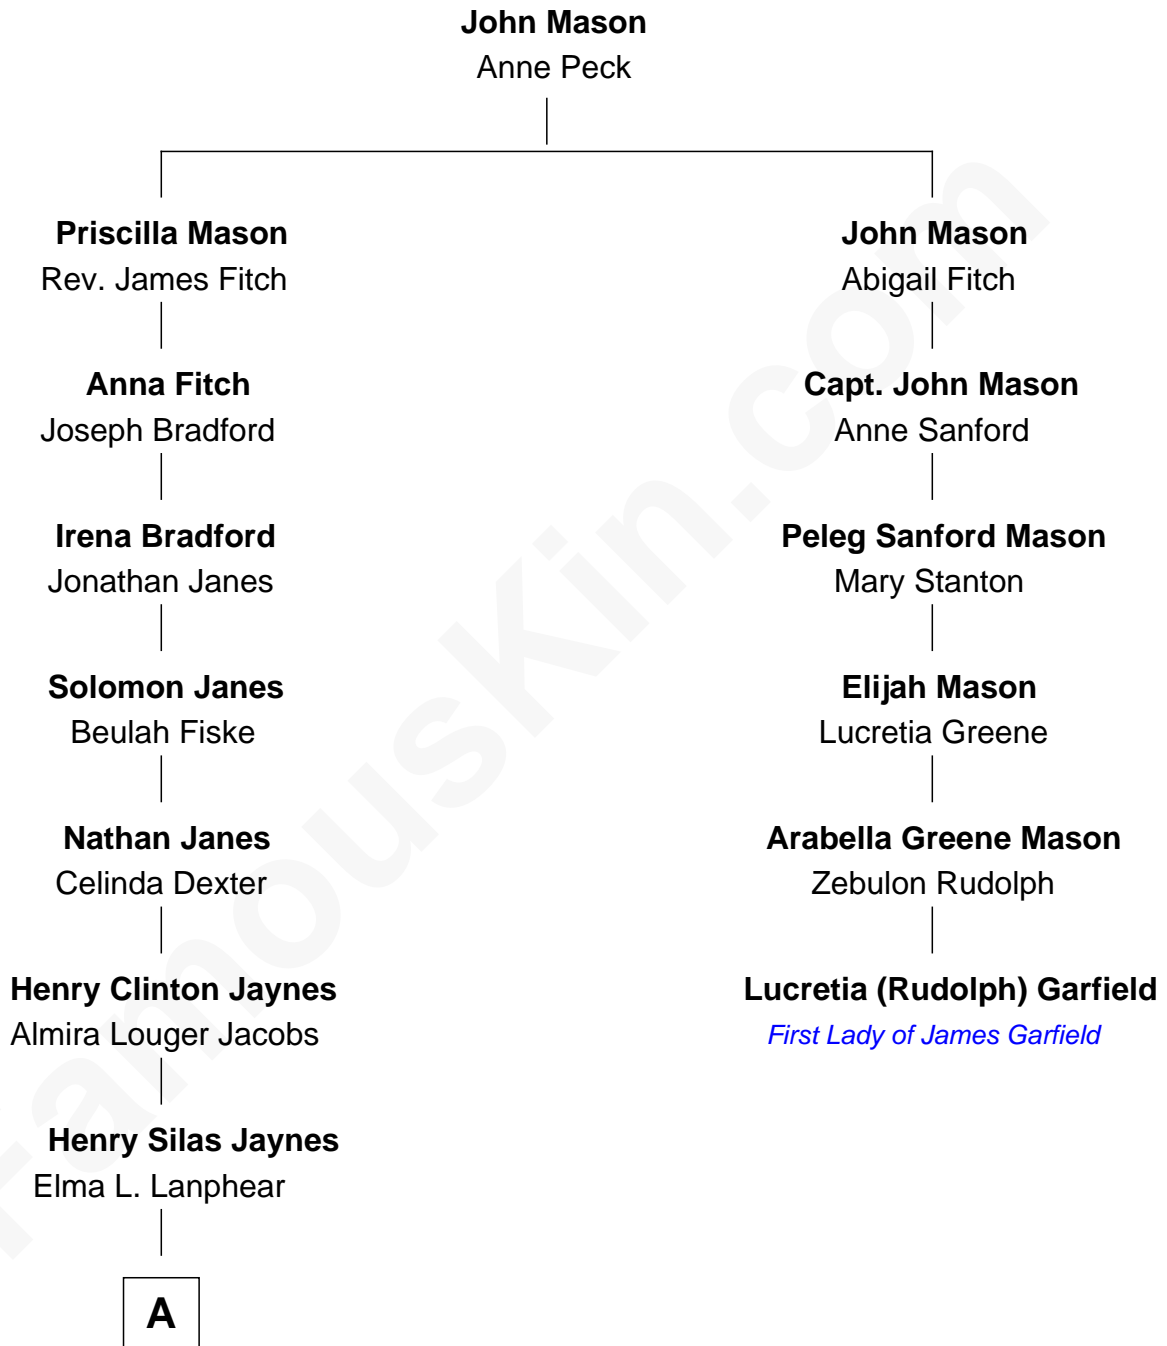 John Mason
Anne Peck
Priscilla Mason
Rev. James Fitch
John Mason
Abigail Fitch
Anna Fitch
Joseph Bradford
Capt. John Mason
Anne Sanford
Irena Bradford
Jonathan Janes
Peleg Sanford Mason
Mary Stanton
Solomon Janes
Beulah Fiske
Elijah Mason
Lucretia Greene
Nathan Janes
Celinda Dexter
Arabella Greene Mason
Zebulon Rudolph
Henry Clinton Jaynes
Almira Louger Jacobs
Lucretia (Rudolph) Garfield
First Lady of James Garfield
Henry Silas Jaynes
Elma L. Lanphear
A
FamousKin.com